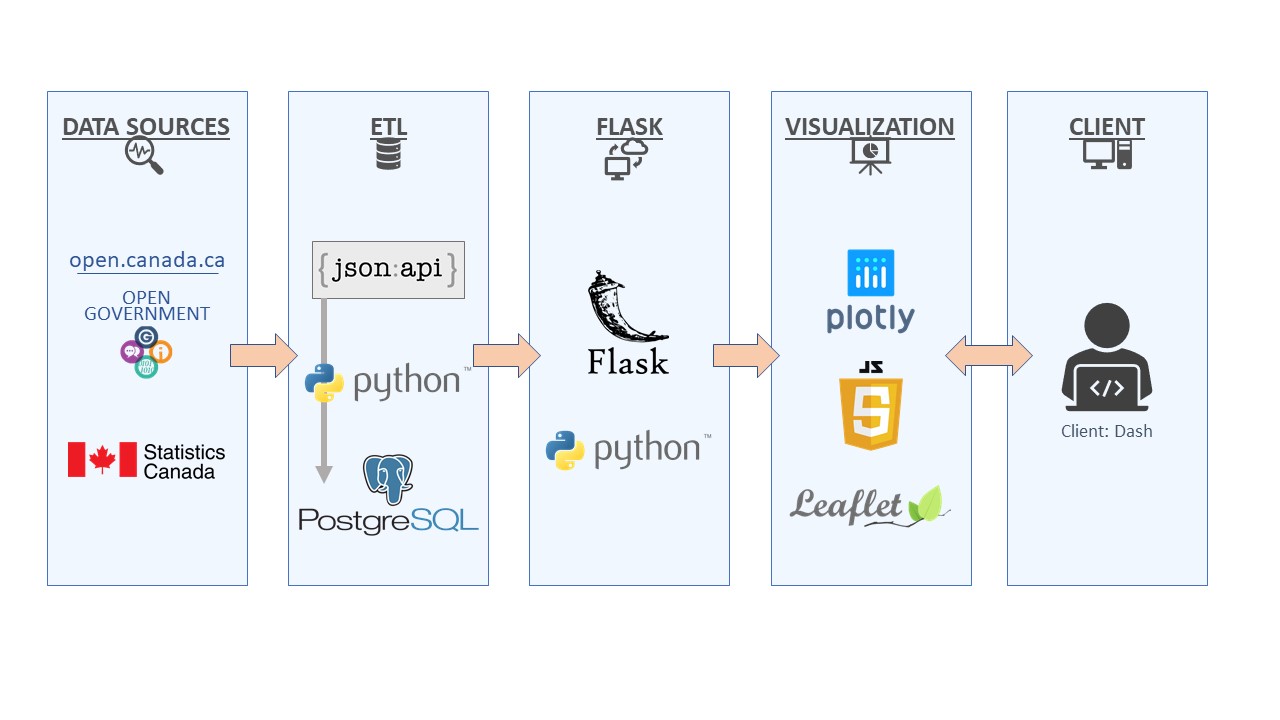 DATA SOURCES
open.canada.ca
OPEN
GOVERNMENT
G
i
Statistics
Canada
ETL
{json:api}
python™
PostgreSQL
FLASK
Flask
python™
VISUALIZATION
plotly
JS
5
Leaflet
CLIENT
</>
Client: Dash